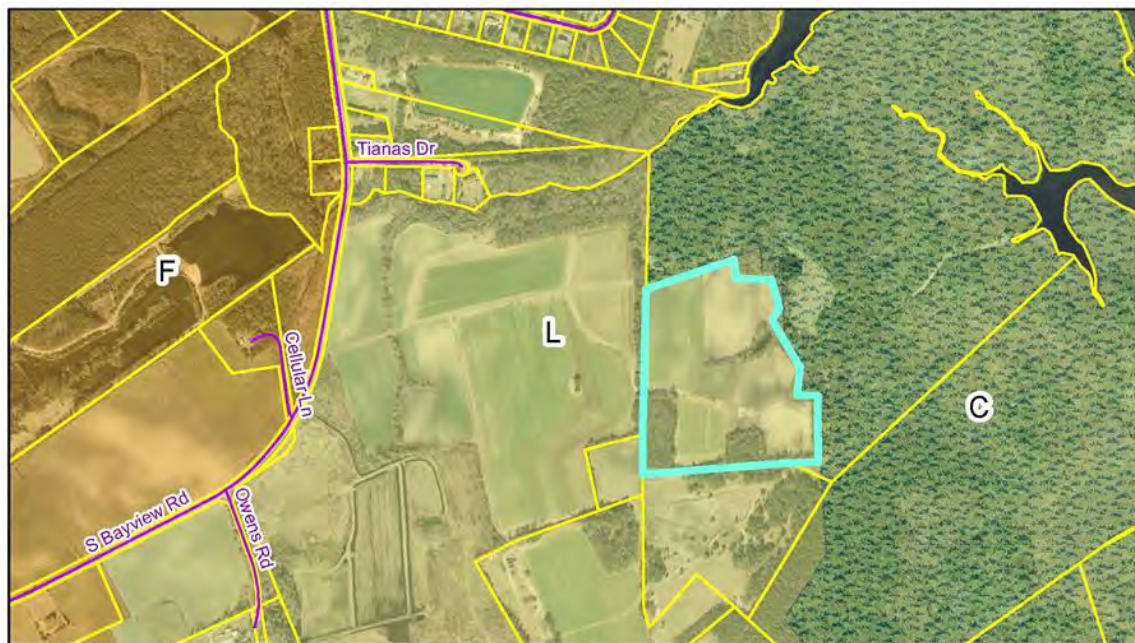 Tianas Dr
F
L
Cellular Ln
C
S Bayview Rd
Owens Rd